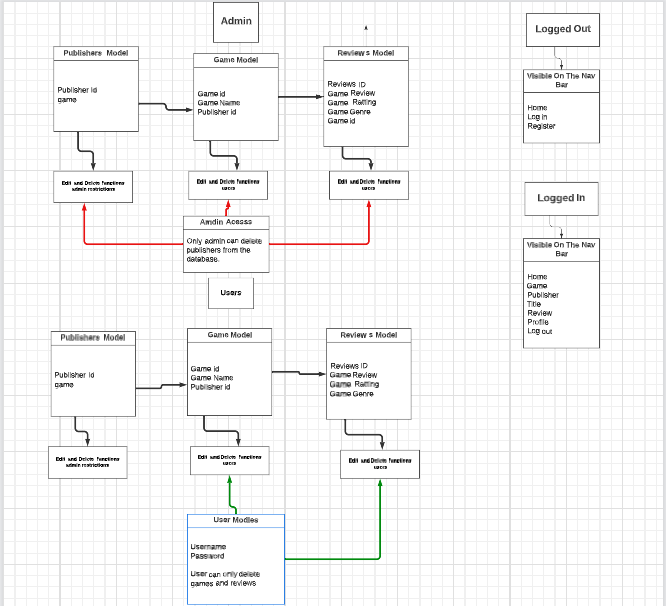 Admin
Publishers Model
Publisher id
game
Game Model
Game id
Game Name
Publisher id
Reviews Model
Reviews ID
Game Review
Game Ratting
Game Genre
Game id
Edit and Delete Functions
admin restrictions
Edit and Delete Functions
users
Edit and Delete Functions
users
Amdin Acesss
Only admin can delete
publishers from the
database.
Users
Publishers Model
Publisher id
game
Game Model
Game id
Game Name
Publisher id
Reviews Model
Reviews ID
Game Review
Game Ratting
Game Genre
Edit and Delete Functions
admin restrictions
Edit and Delete Functions
users
Edit and Delete Functions
users
User Modles
Username
Password
User can only delete
games and reviews
Logged Out
Visible On The Nav
Bar
Home
Log in
Register
Logged In
Visible On The Nav
Bar
Home
Game
Publisher
Title
Review
Profile
Log out